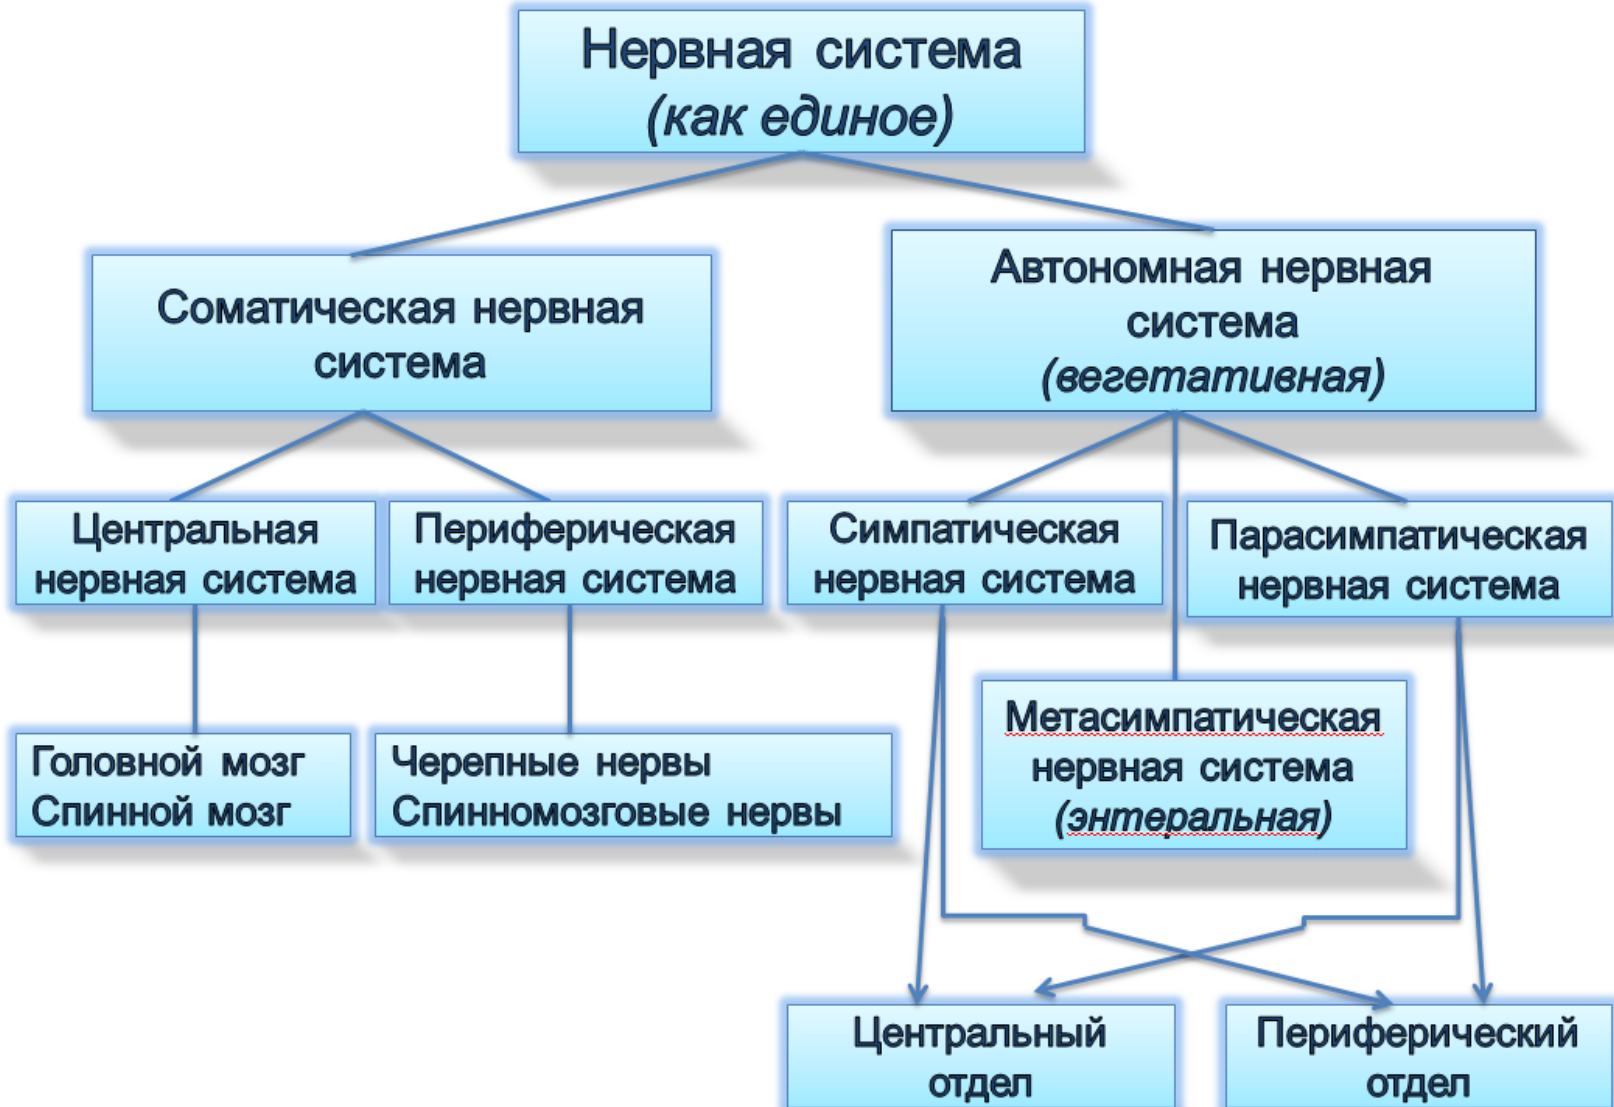 Нервная система
(как единое)
Соматическая нервная
система
Автономная нервная
система
(вегетативная)
Центральная
нервная система
Периферическая
нервная система
Симпатическая
нервная система
Парасимпатическая
нервная система
Головной мозг
Спинной мозг
Черепные нервы
Спинномозговые нервы
Метасимпатическая
нервная система
(энтеральная)
Центральный
отдел
Периферический
отдел